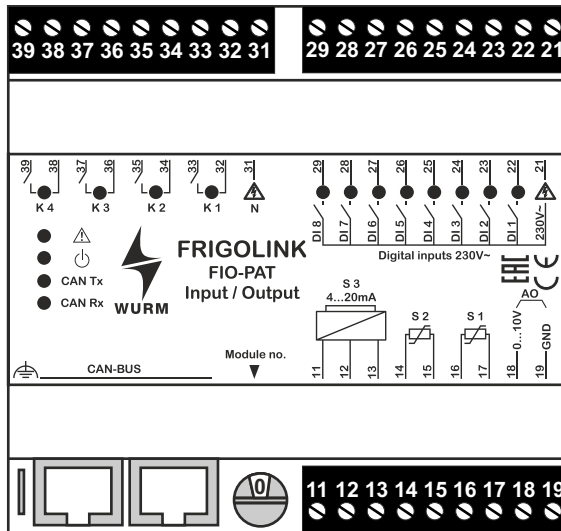 39 38 37 36 35 34 33 32 31 29 28 27 26 25 24 23 22 21
39 38 37 36 35 34 33 32 31 29 28 27 26 25 24 23 22 21
K 4 K 3 K 2 K 1 N DI 8 DI 7 DI 6 DI 5 DI 4 DI 3 DI 2 DI 1 230V~
Digital inputs 230V~
CAN Tx
CAN Rx
WURM
FRIGOLINK
FIO-PAT
Input / Output
EAC CE
S 3
4...20mA
S 2 S 1
AO
0...10V GND
11 12 13 14 15 16 17 18 19
CAN-BUS
Module no.
0
11 12 13 14 15 16 17 18 19